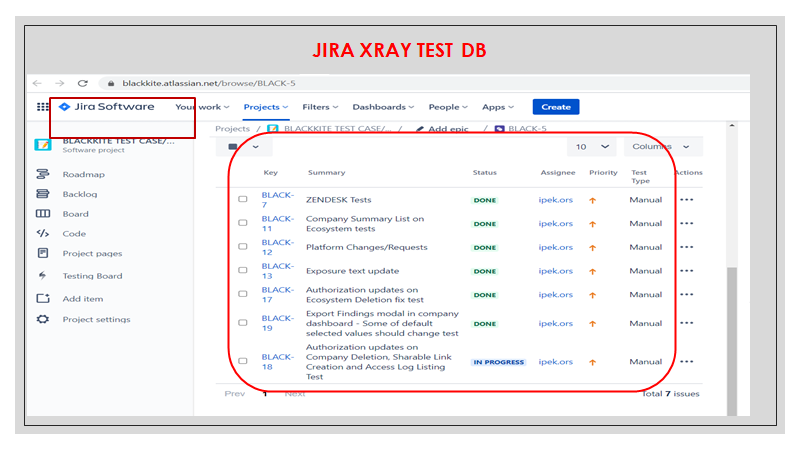 JIRA XRAY TEST DB
blackkite.atlassian.net/browse/BLACK-5
Jira Software
Your work
Projects
Filters
Dashboards
People
Apps
Create
BLACKKITE TEST CASE/...
Software project
Roadmap
Backlog
Board
Code
Project pages
Testing Board
Add item
Project settings
Projects / BLACKKITE TEST CASE/... / Add epic / BLACK-5
10
Columns
Key
Summary
Status
Assignee
Priority
Test
Type
Actions
BLACK-
7
ZENDESK Tests
DONE
ipek.ors
Manual
BLACK-
11
Company Summary List on
Ecosystem tests
DONE
ipek.ors
Manual
BLACK-
12
Platform Changes/Requests
DONE
ipek.ors
Manual
BLACK-
13
Exposure text update
DONE
ipek.ors
Manual
BLACK-
17
Authorization updates on
Ecosystem Deletion fix test
DONE
ipek.ors
Manual
BLACK-
19
Export Findings modal in company
dashboard - Some of default
selected values should change test
DONE
ipek.ors
Manual
BLACK-
18
Authorization updates on
Company Deletion, Sharable Link
Creation and Access Log Listing
Test
IN PROGRESS
ipek.ors
Manual
Prev
1
Next
Total 7 issues